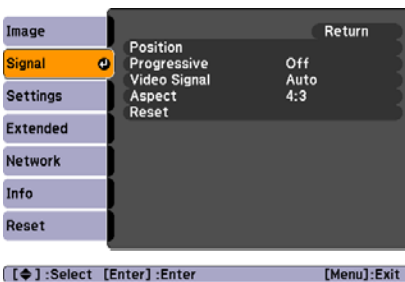 Image
Signal
Settings
Extended
Network
Info
Reset
Return
Position
Progressive Off
Video Signal Auto
Aspect 4:3
Reset
[ ] :Select [Enter] :Enter [Menu]:Exit